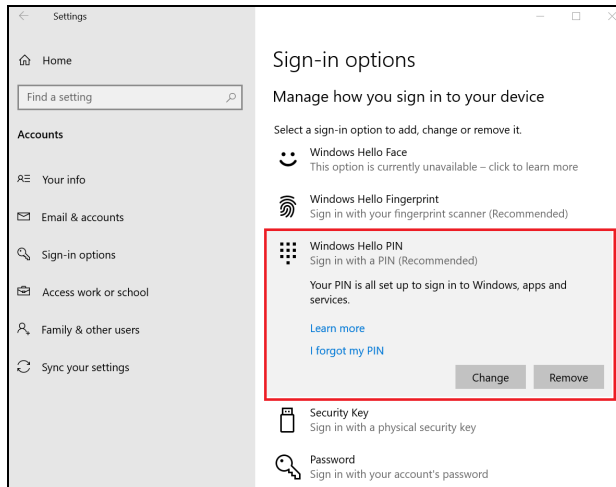 Settings
Home
Find a setting
Accounts
Your info
Email & accounts
Sign-in options
Access work or school
Family & other users
Sync your settings
Sign-in options
Manage how you sign in to your device
Select a sign-in option to add, change or remove it.
Windows Hello Face
This option is currently unavailable – click to learn more
Windows Hello Fingerprint
Sign in with your fingerprint scanner (Recommended)
Windows Hello PIN
Sign in with a PIN (Recommended)
Your PIN is all set up to sign in to Windows, apps and
services.
Learn more
I forgot my PIN
Change Remove
Security Key
Sign in with a physical security key
Password
Sign in with your account's password